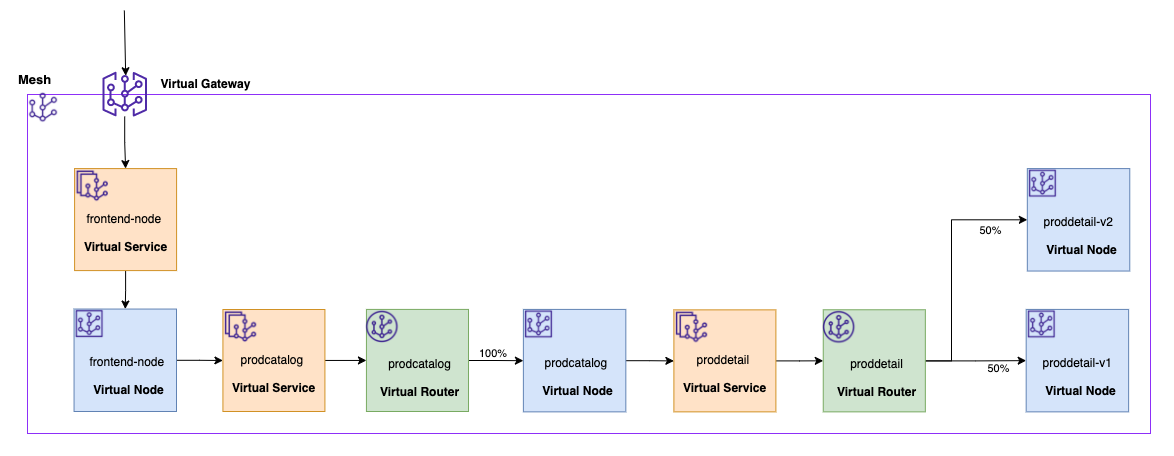 Mesh
Virtual Gateway
frontend-node
Virtual Service
proddetail-v2
Virtual Node
50%
frontend-node
Virtual Node
prodcatalog
Virtual Service
prodcatalog
Virtual Router
100%
prodcatalog
Virtual Node
proddetail
Virtual Service
proddetail
Virtual Router
50%
proddetail-v1
Virtual Node